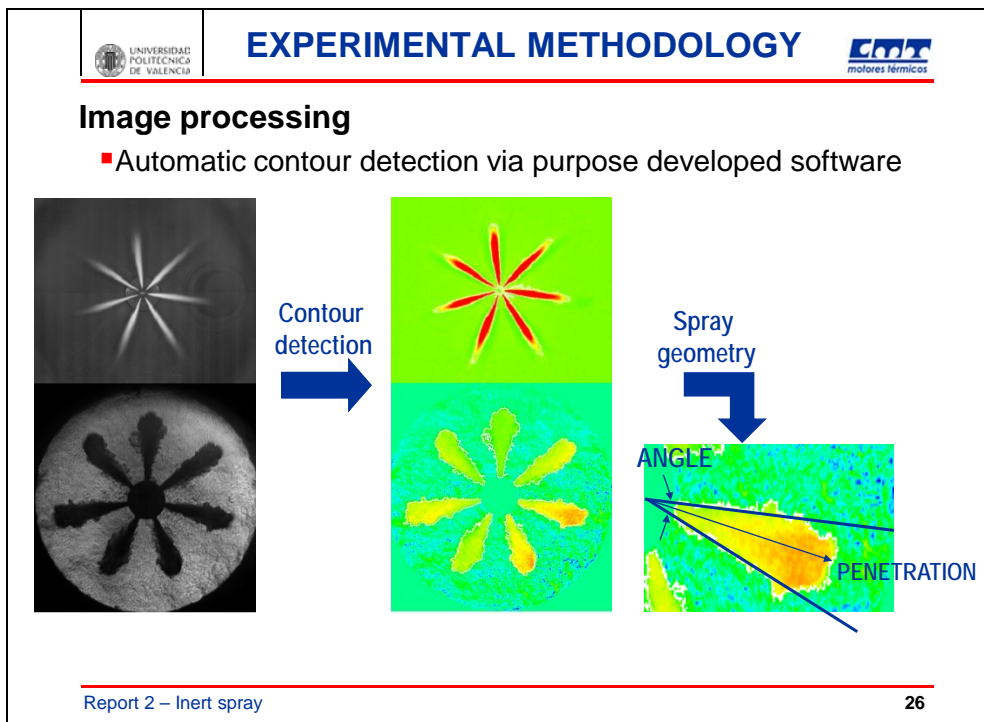 UNIVERSIDAD
POLITECNICA
DE VALENCIA
EXPERIMENTAL METHODOLOGY
CMT
motores térmicos
Image processing
Automatic contour detection via purpose developed software
Contour
detection
Spray
geometry
ANGLE
PENETRATION
Report 2 – Inert spray
26